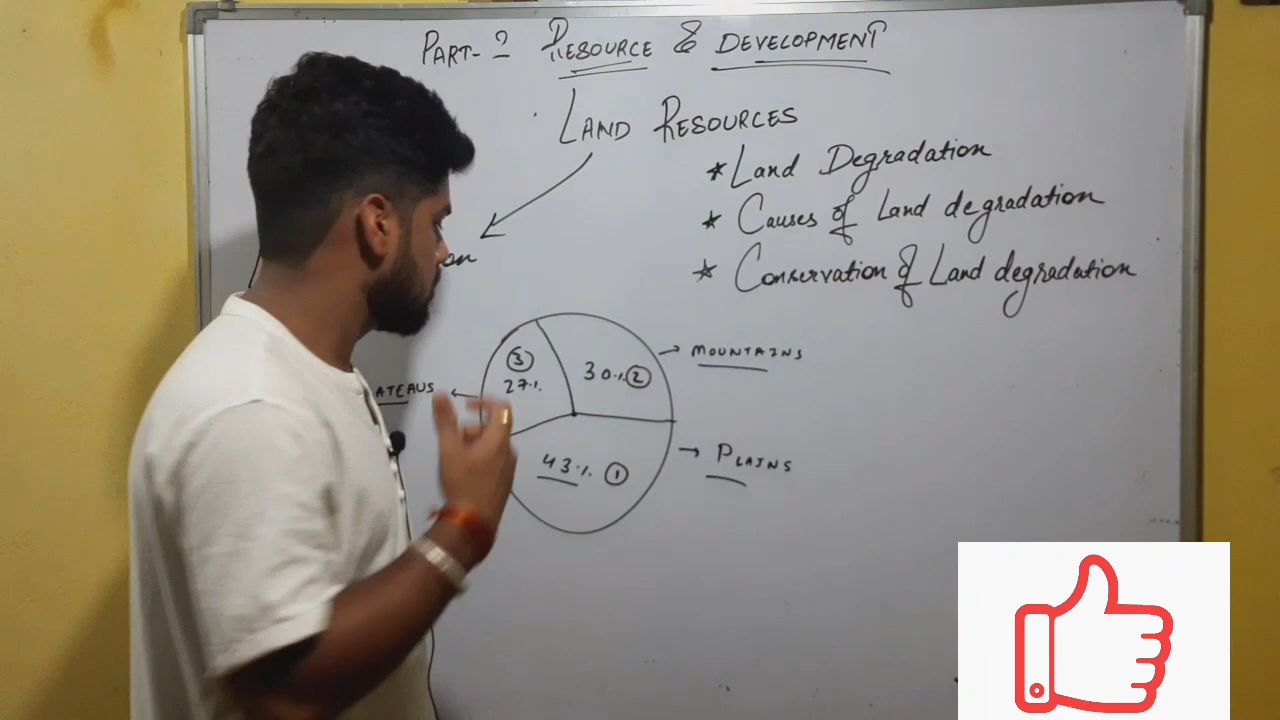 PART-2 RESOURCE & DEVELOPMENT
LAND RESOURCES
* Land Degradation
* Causes of Land degradation
* Conservation of Land degradation
③
27%
30% ②
→ MOUNTAINS
43% ①
→ PLAINS